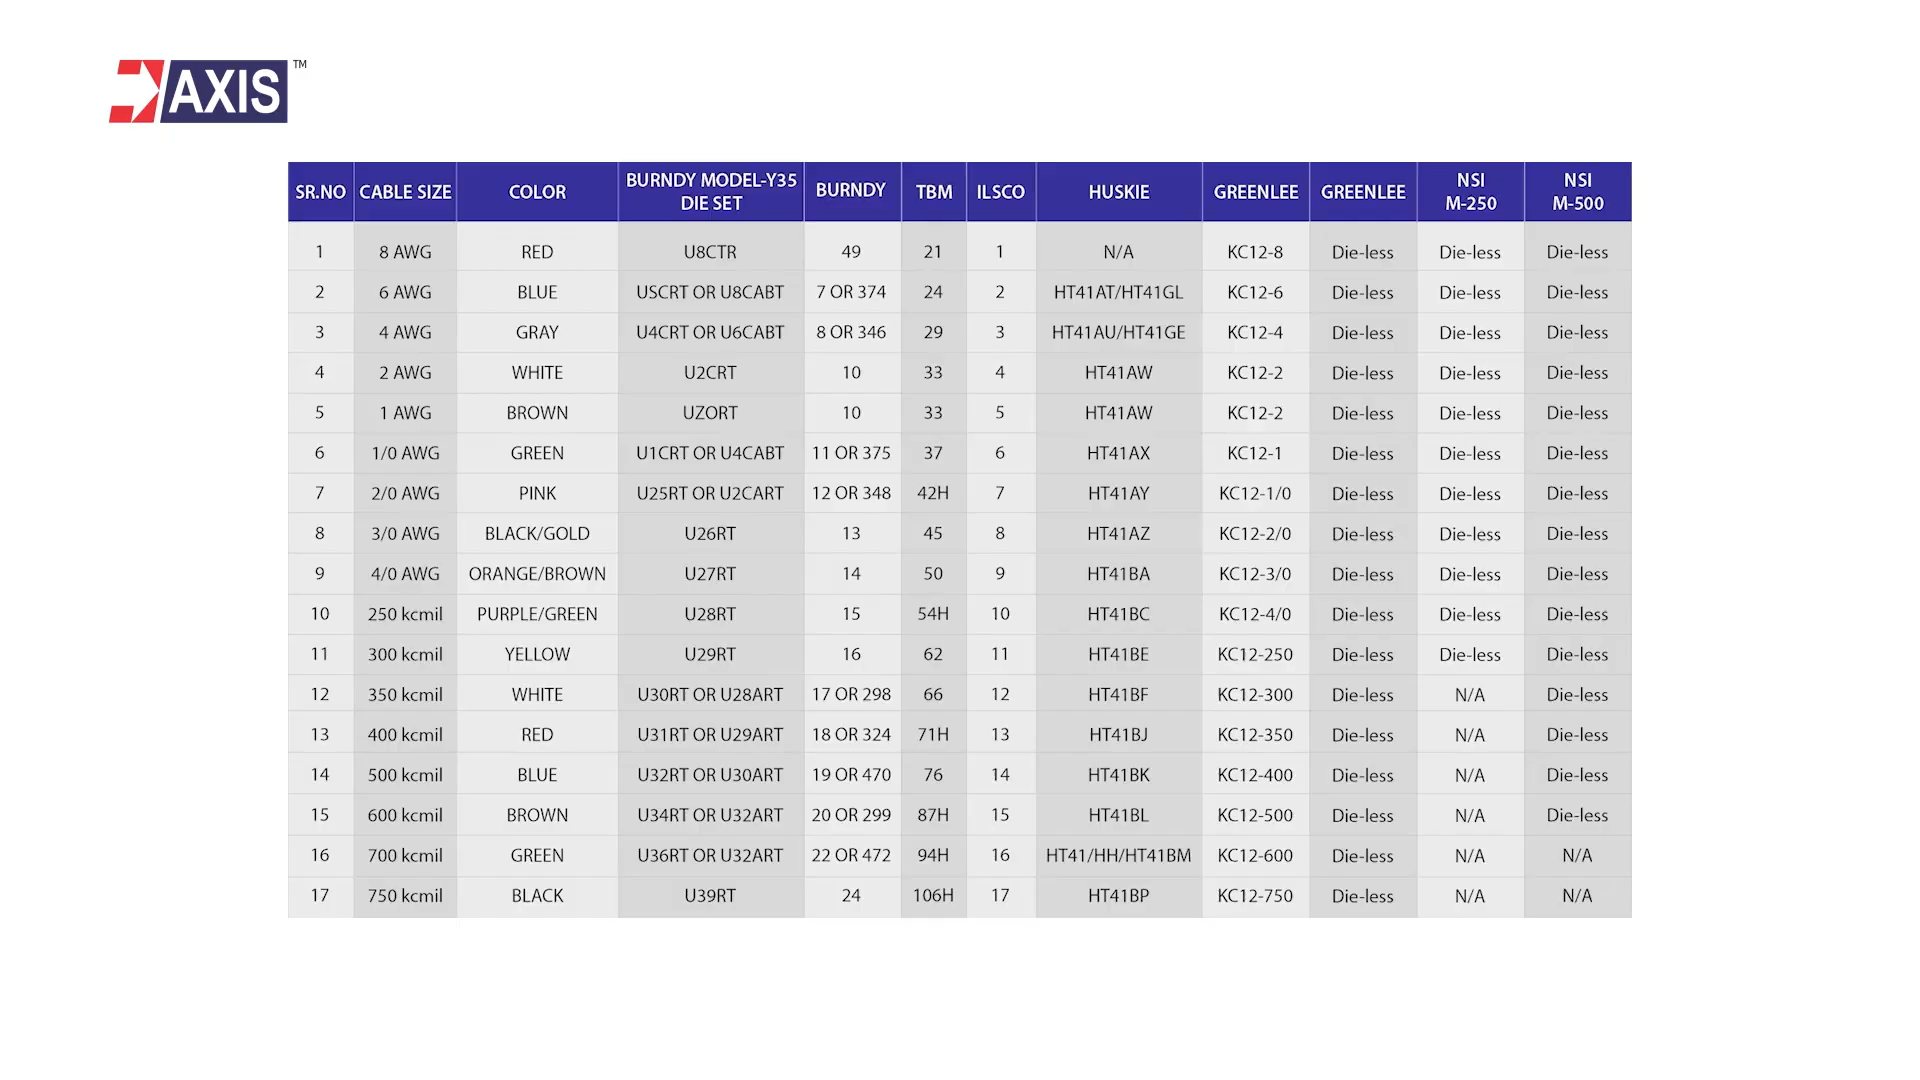 AXIS™
SR.NO CABLE SIZE COLOR BURNDY MODEL-Y35 DIE SET BURNDY TBM ILSCO HUSKIE GREENLEE GREENLEE NSI M-250 NSI M-500
1 8 AWG RED U8CTR 49 21 1 N/A KC12-8 Die-less Die-less Die-less
2 6 AWG BLUE USCRT OR U8CABT 7 OR 374 24 2 HT41AT/HT41GL KC12-6 Die-less Die-less Die-less
3 4 AWG GRAY U4CRT OR U6CABT 8 OR 346 29 3 HT41AU/HT41GE KC12-4 Die-less Die-less Die-less
4 2 AWG WHITE U2CRT 10 33 4 HT41AW KC12-2 Die-less Die-less Die-less
5 1 AWG BROWN UZORT 10 33 5 HT41AW KC12-2 Die-less Die-less Die-less
6 1/0 AWG GREEN U1CRT OR U4CABT 11 OR 375 37 6 HT41AX KC12-1 Die-less Die-less Die-less
7 2/0 AWG PINK U25RT OR U2CART 12 OR 348 42H 7 HT41AY KC12-1/0 Die-less Die-less Die-less
8 3/0 AWG BLACK/GOLD U26RT 13 45 8 HT41AZ KC12-2/0 Die-less Die-less Die-less
9 4/0 AWG ORANGE/BROWN U27RT 14 50 9 HT41BA KC12-3/0 Die-less Die-less Die-less
10 250 kcmil PURPLE/GREEN U28RT 15 54H 10 HT41BC KC12-4/0 Die-less Die-less Die-less
11 300 kcmil YELLOW U29RT 16 62 11 HT41BE KC12-250 Die-less Die-less Die-less
12 350 kcmil WHITE U30RT OR U28ART 17 OR 298 66 12 HT41BF KC12-300 Die-less N/A Die-less
13 400 kcmil RED U31RT OR U29ART 18 OR 324 71H 13 HT41BJ KC12-350 Die-less N/A Die-less
14 500 kcmil BLUE U32RT OR U30ART 19 OR 470 76 14 HT41BK KC12-400 Die-less N/A Die-less
15 600 kcmil BROWN U34RT OR U32ART 20 OR 299 87H 15 HT41BL KC12-500 Die-less N/A Die-less
16 700 kcmil GREEN U36RT OR U32ART 22 OR 472 94H 16 HT41/HH/HT41BM KC12-600 Die-less N/A N/A
17 750 kcmil BLACK U39RT 24 106H 17 HT41BP KC12-750 Die-less N/A N/A